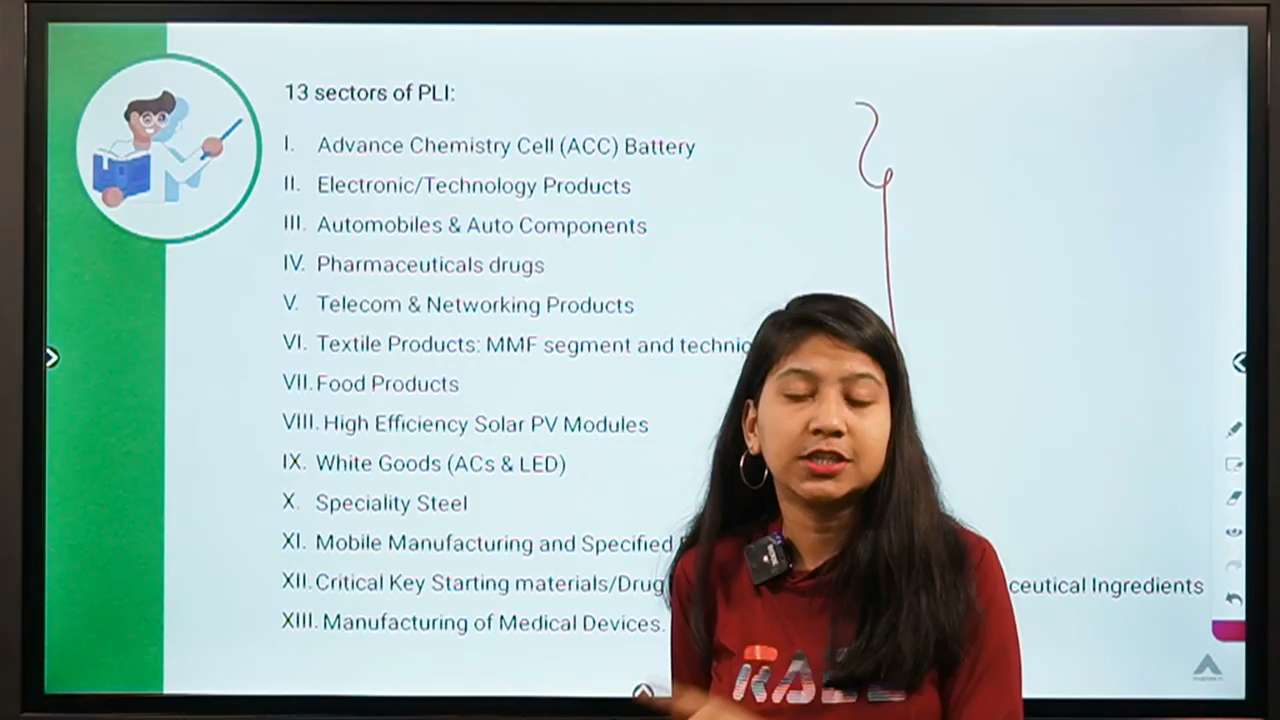 13 sectors of PLI:
I. Advance Chemistry Cell (ACC) Battery
II. Electronic/Technology Products
III. Automobiles & Auto Components
IV. Pharmaceuticals drugs
V. Telecom & Networking Products
VI. Textile Products: MMF segment and technic
VII. Food Products
VIII. High Efficiency Solar PV Modules
IX. White Goods (ACs & LED)
X. Speciality Steel
XI. Mobile Manufacturing and Specified
XII. Critical Key Starting materials/Drug ceutical Ingredients
XIII. Manufacturing of Medical Devices.